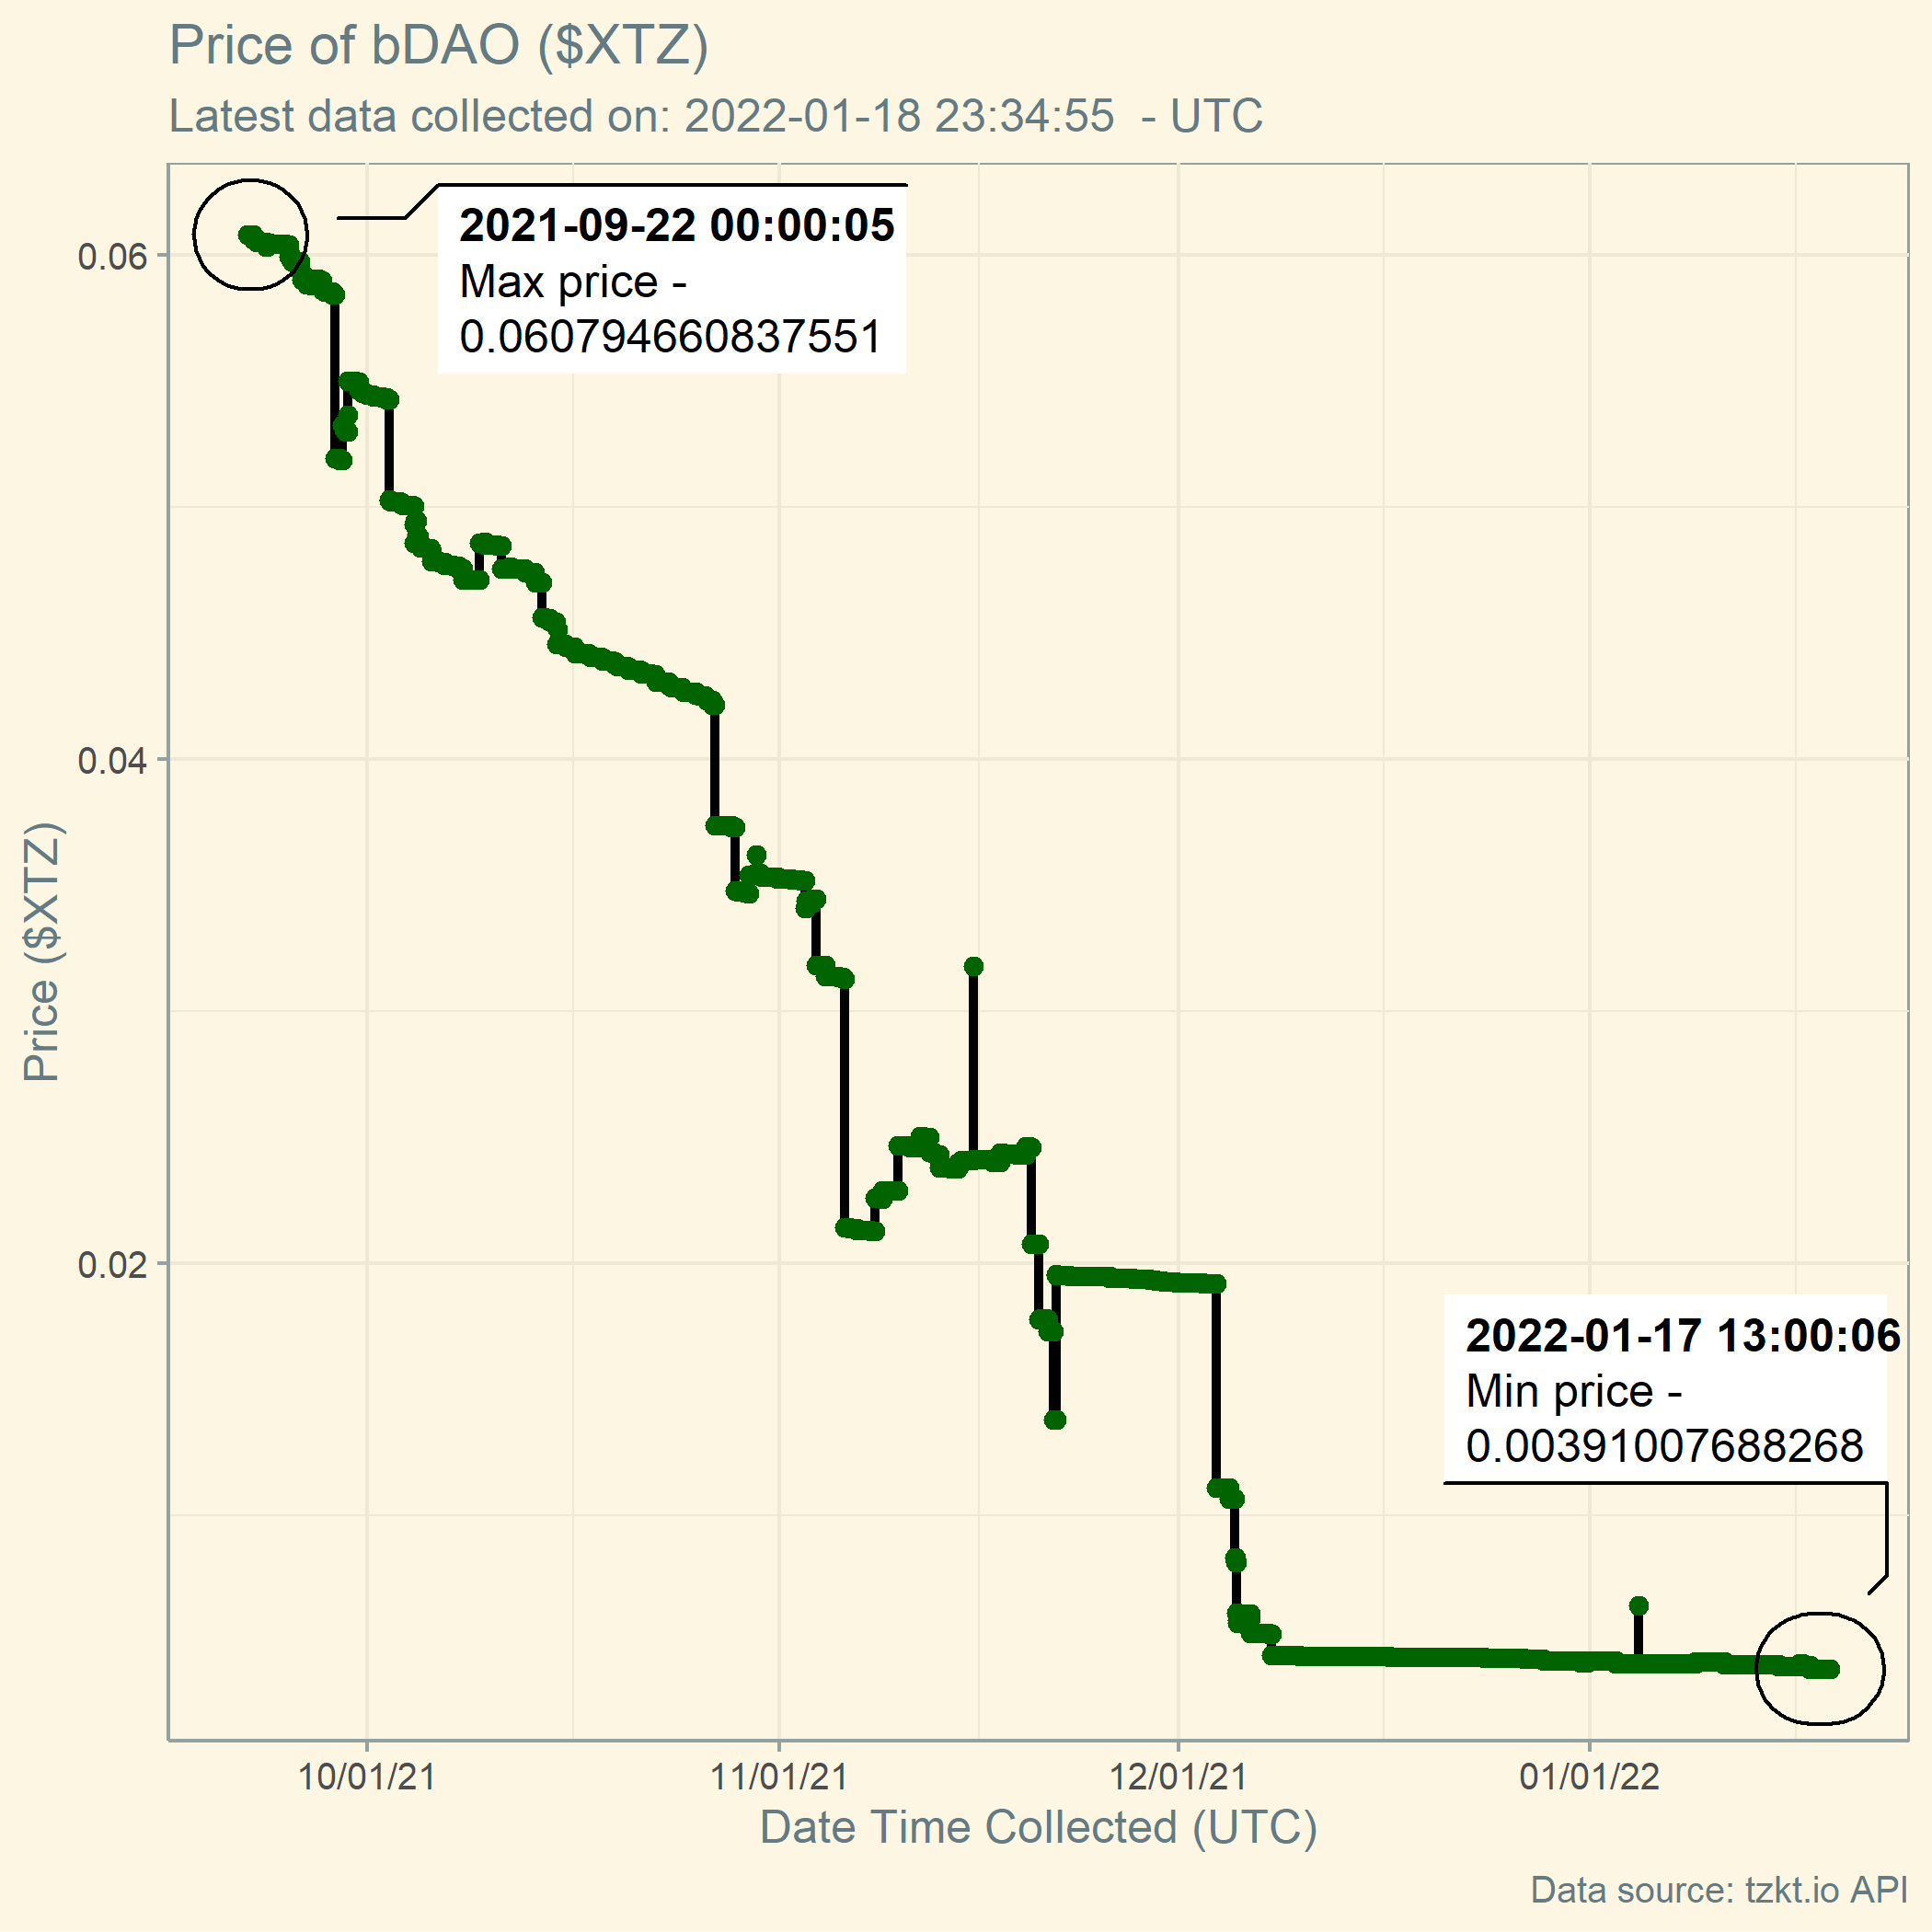 Price of bDAO ($XTZ)
Latest data collected on: 2022-01-18 23:34:55  - UTC
2021-09-22 00:00:05
Max price -
0.060794660837551
0.06
0.04
0.02
Price ($XTZ)
2022-01-17 13:00:06
Min price -
0.00391007688268
10/01/21
11/01/21
12/01/21
01/01/22
Date Time Collected (UTC)
Data source: tzkt.io API